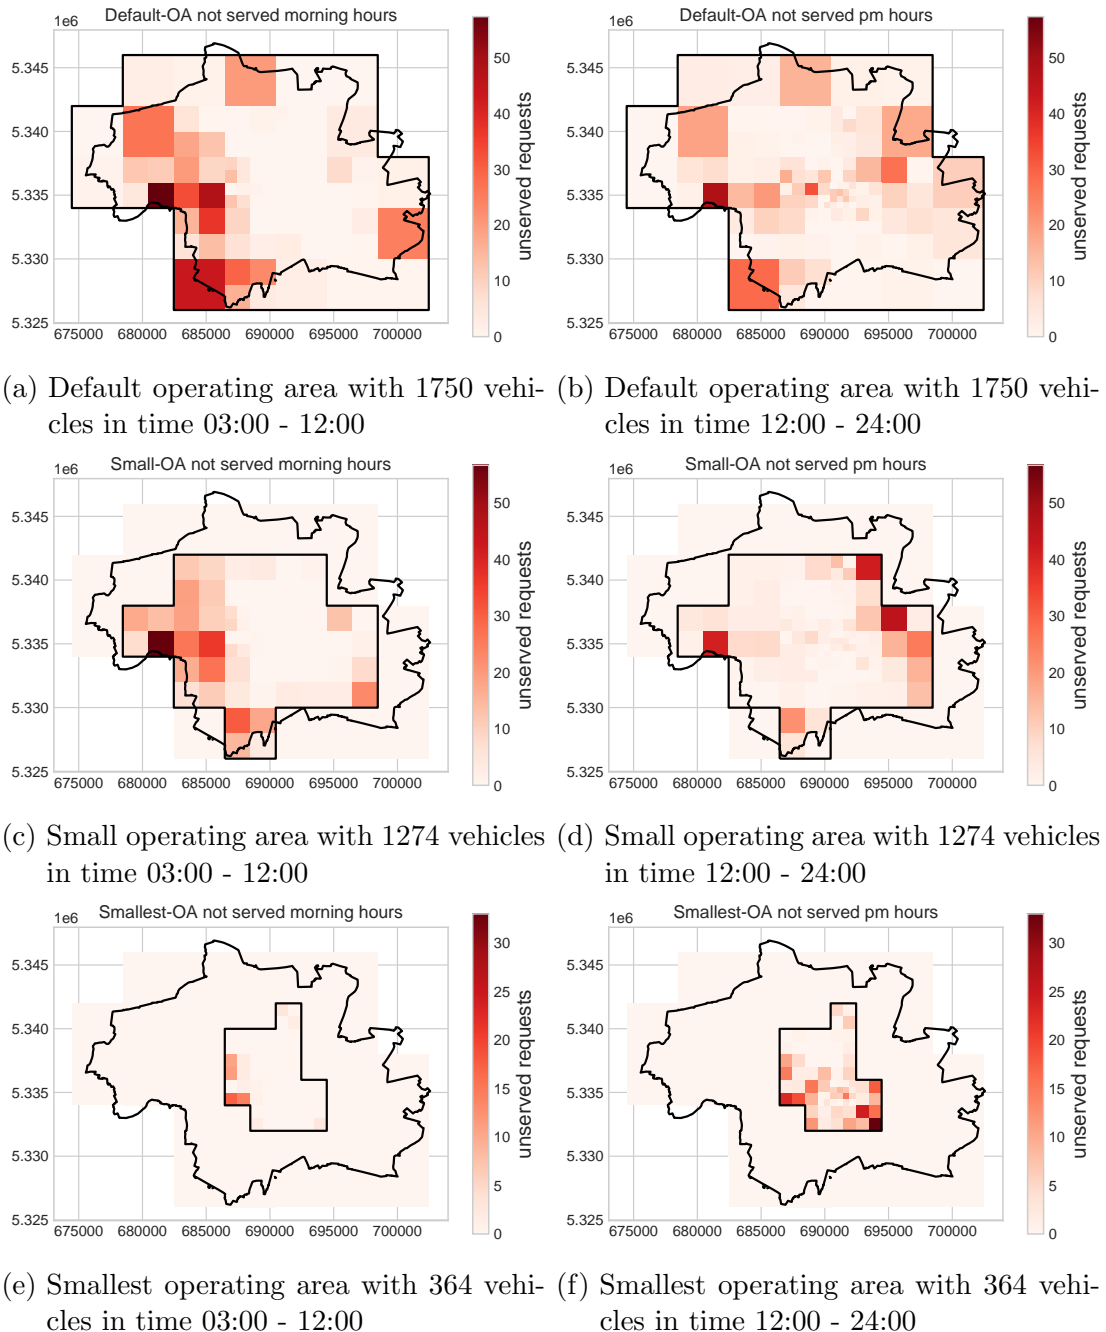 Default-OA not served morning hours
1e6
5.345
5.340
5.335
5.330
5.325
675000 680000 685000 690000 695000 700000
50
40
30
20
10
0
unserved requests
Default-OA not served pm hours
1e6
5.345
5.340
5.335
5.330
5.325
675000 680000 685000 690000 695000 700000
50
40
30
20
10
0
unserved requests
(a) Default operating area with 1750 vehi-
cles in time 03:00 - 12:00
(b) Default operating area with 1750 vehi-
cles in time 12:00 - 24:00
Small-OA not served morning hours
1e6
5.345
5.340
5.335
5.330
5.325
675000 680000 685000 690000 695000 700000
50
40
30
20
10
0
unserved requests
Small-OA not served pm hours
1e6
5.345
5.340
5.335
5.330
5.325
675000 680000 685000 690000 695000 700000
50
40
30
20
10
0
unserved requests
(c) Small operating area with 1274 vehicles
in time 03:00 - 12:00
(d) Small operating area with 1274 vehicles
in time 12:00 - 24:00
Smallest-OA not served morning hours
1e6
5.345
5.340
5.335
5.330
5.325
675000 680000 685000 690000 695000 700000
30
25
20
15
10
5
0
unserved requests
Smallest-OA not served pm hours
1e6
5.345
5.340
5.335
5.330
5.325
675000 680000 685000 690000 695000 700000
30
25
20
15
10
5
0
unserved requests
(e) Smallest operating area with 364 vehi-
cles in time 03:00 - 12:00
(f) Smallest operating area with 364 vehi-
cles in time 12:00 - 24:00